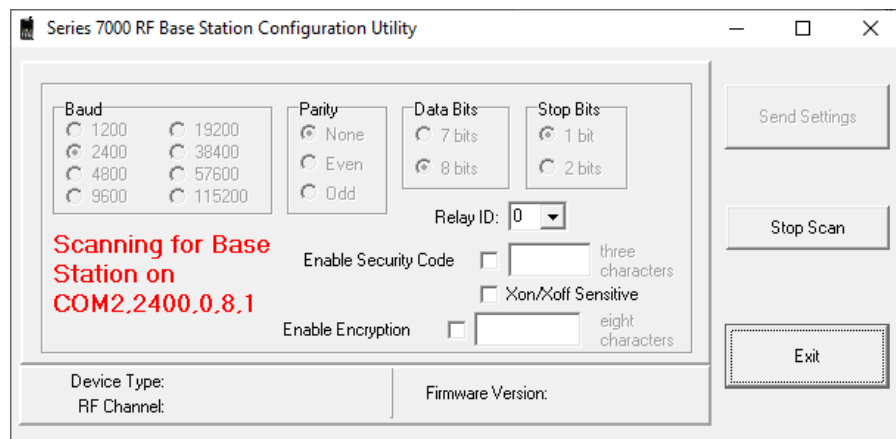 Series 7000 RF Base Station Configuration Utility
Baud
1200 19200
2400 38400
4800 57600
9600 115200
Parity
None
Even
Odd
Data Bits
7 bits
8 bits
Stop Bits
1 bit
2 bits
Send Settings
Relay ID: 0
Stop Scan
Scanning for Base
Station on
COM2,2400,0,8,1
Enable Security Code three
characters
Xon/Xoff Sensitive
Enable Encryption eight
characters
Exit
Device Type:
RF Channel:
Firmware Version: